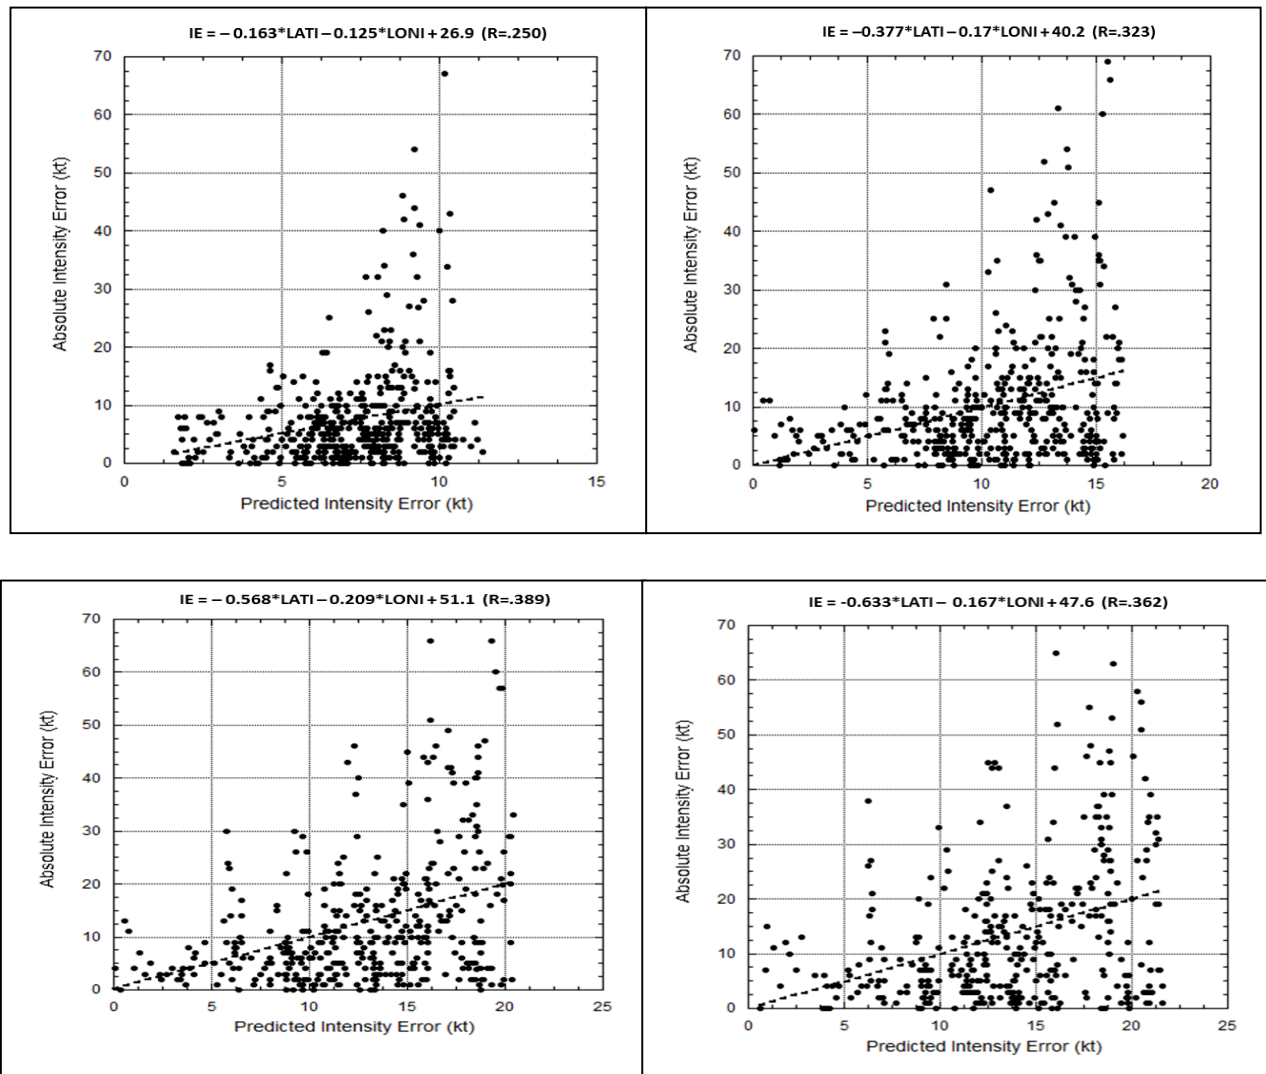 IE = – 0.163*LATI – 0.125*LONI + 26.9 (R=.250)
70
60
50
40
30
20
10
0
Absolute Intensity Error (kt)
0 5 10 15
Predicted Intensity Error (kt)
IE = –0.377*LATI – 0.17*LONI + 40.2 (R=.323)
70
60
50
40
30
20
10
0
Absolute Intensity Error (kt)
0 5 10 15 20
Predicted Intensity Error (kt)
IE = – 0.568*LATI – 0.209*LONI + 51.1 (R=.389)
70
60
50
40
30
20
10
0
Absolute Intensity Error (kt)
0 5 10 15 20 25
Predicted Intensity Error (kt)
IE = -0.633*LATI – 0.167*LONI + 47.6 (R=.362)
70
60
50
40
30
20
10
0
Absolute Intensity Error (kt)
0 5 10 15 20 25
Predicted Intensity Error (kt)